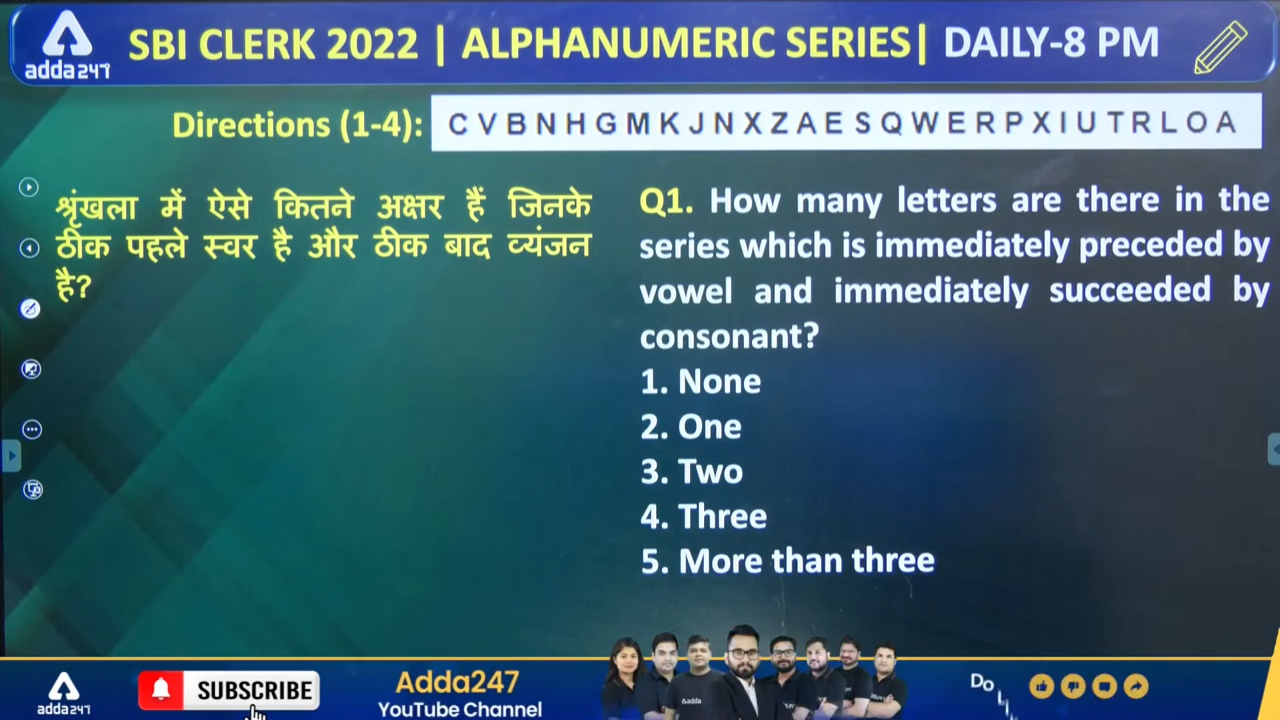 SBI CLERK 2022 | ALPHANUMERIC SERIES| DAILY-8 PM
adda247
Directions (1-4): C V B N H G M K J N X Z A E S Q W E R P X I U T R L O A
श्रृंखला में ऐसे कितने अक्षर हैं जिनके
ठीक पहले स्वर है और ठीक बाद व्यंजन
है?
Q1. How many letters are there in the
series which is immediately preceded by
vowel and immediately succeeded by
consonant?
1. None
2. One
3. Two
4. Three
5. More than three
adda247
SUBSCRIBE
Adda247
YouTube Channel
Do